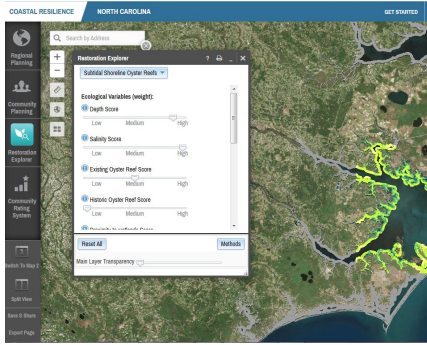 COASTAL RESILIENCE
NORTH CAROLINA
GET STARTED
Regional
Planning
Community
Planning
Restoration
Explorer
Community
Rating
System
Switch To Map 2
Split View
Save & Share
Export Page
Search by Address
Restoration Explorer
?
Subtidal Shoreline Oyster Reefs
Ecological Variables (weight):
Depth Score
Low Medium High
Salinity Score
Low Medium High
Existing Oyster Reef Score
Low Medium High
Historic Oyster Reef Score
Low Medium High
Reset All
Methods
Main Layer Transparency